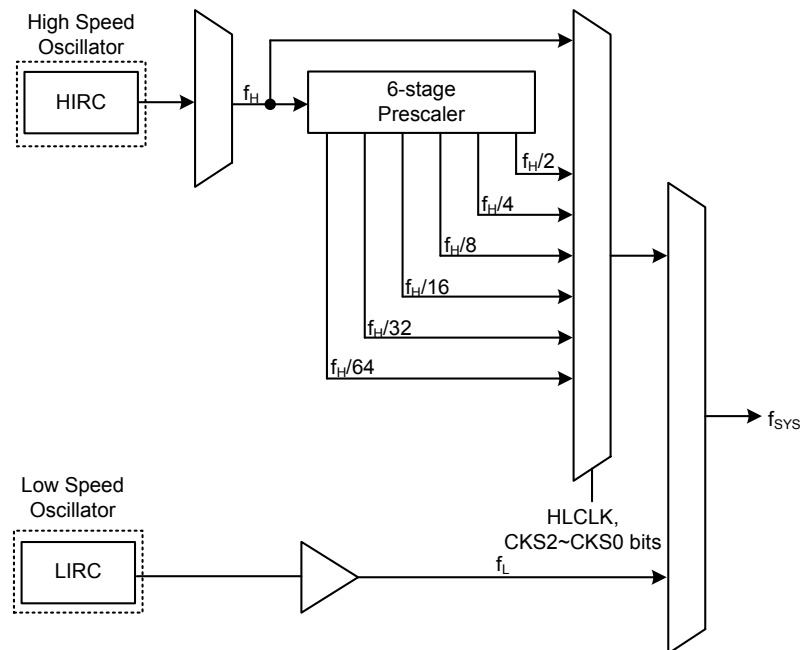 High Speed
Oscillator
HIRC
fH
6-stage
Prescaler
fH/2
fH/4
fH/8
fH/16
fH/32
fH/64
fSYS
HLCLK,
CKS2~CKS0 bits
Low Speed
Oscillator
LIRC
fL